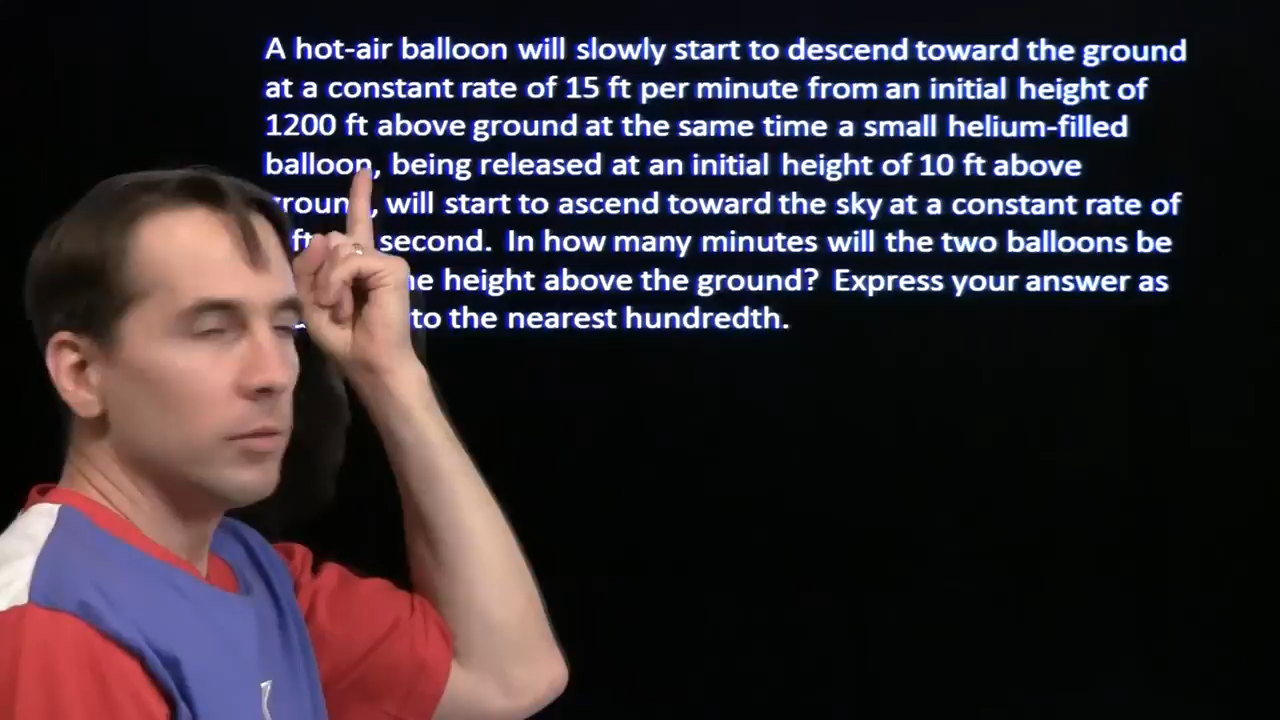 A hot-air balloon will slowly start to descend toward the ground
at a constant rate of 15 ft per minute from an initial height of
1200 ft above ground at the same time a small helium-filled
balloon, being released at an initial height of 10 ft above
will start to ascend toward the sky at a constant rate of
second. In how many minutes will the two balloons be
height above the ground? Express your answer as
to the nearest hundredth.